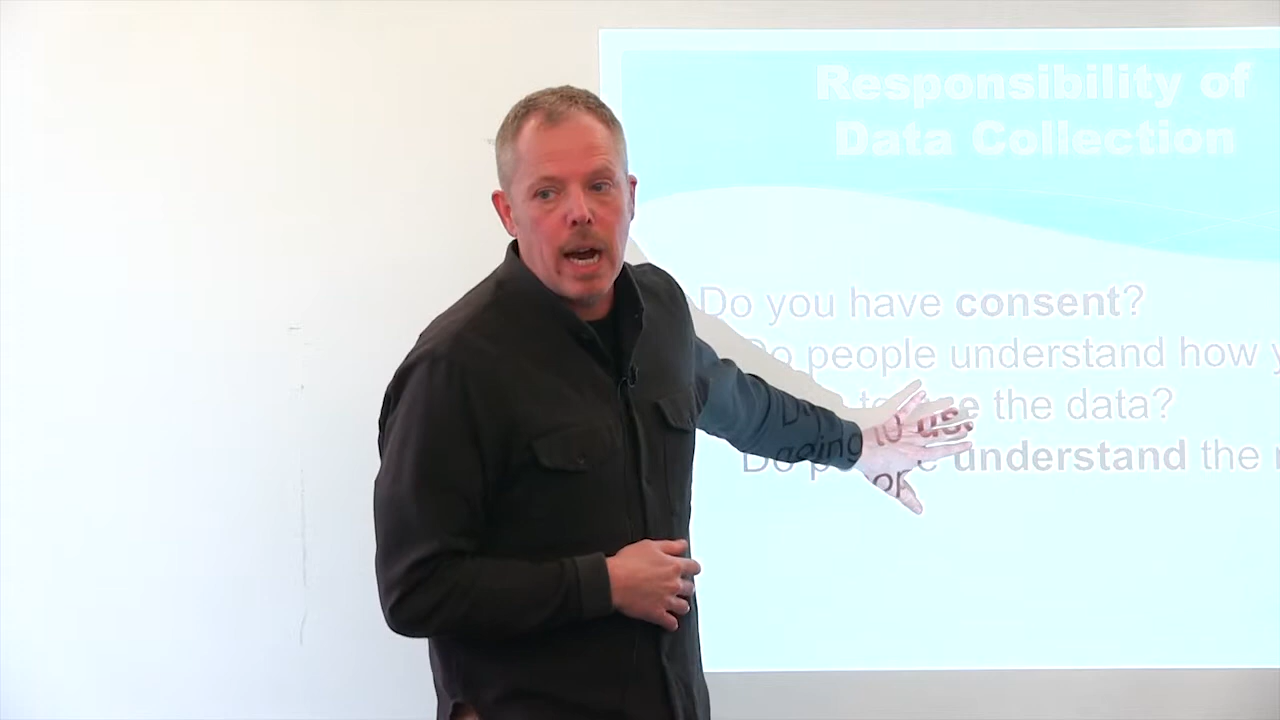 Responsibility of
Data Collection
Do you have consent?
Do people understand how
the data?
understand the